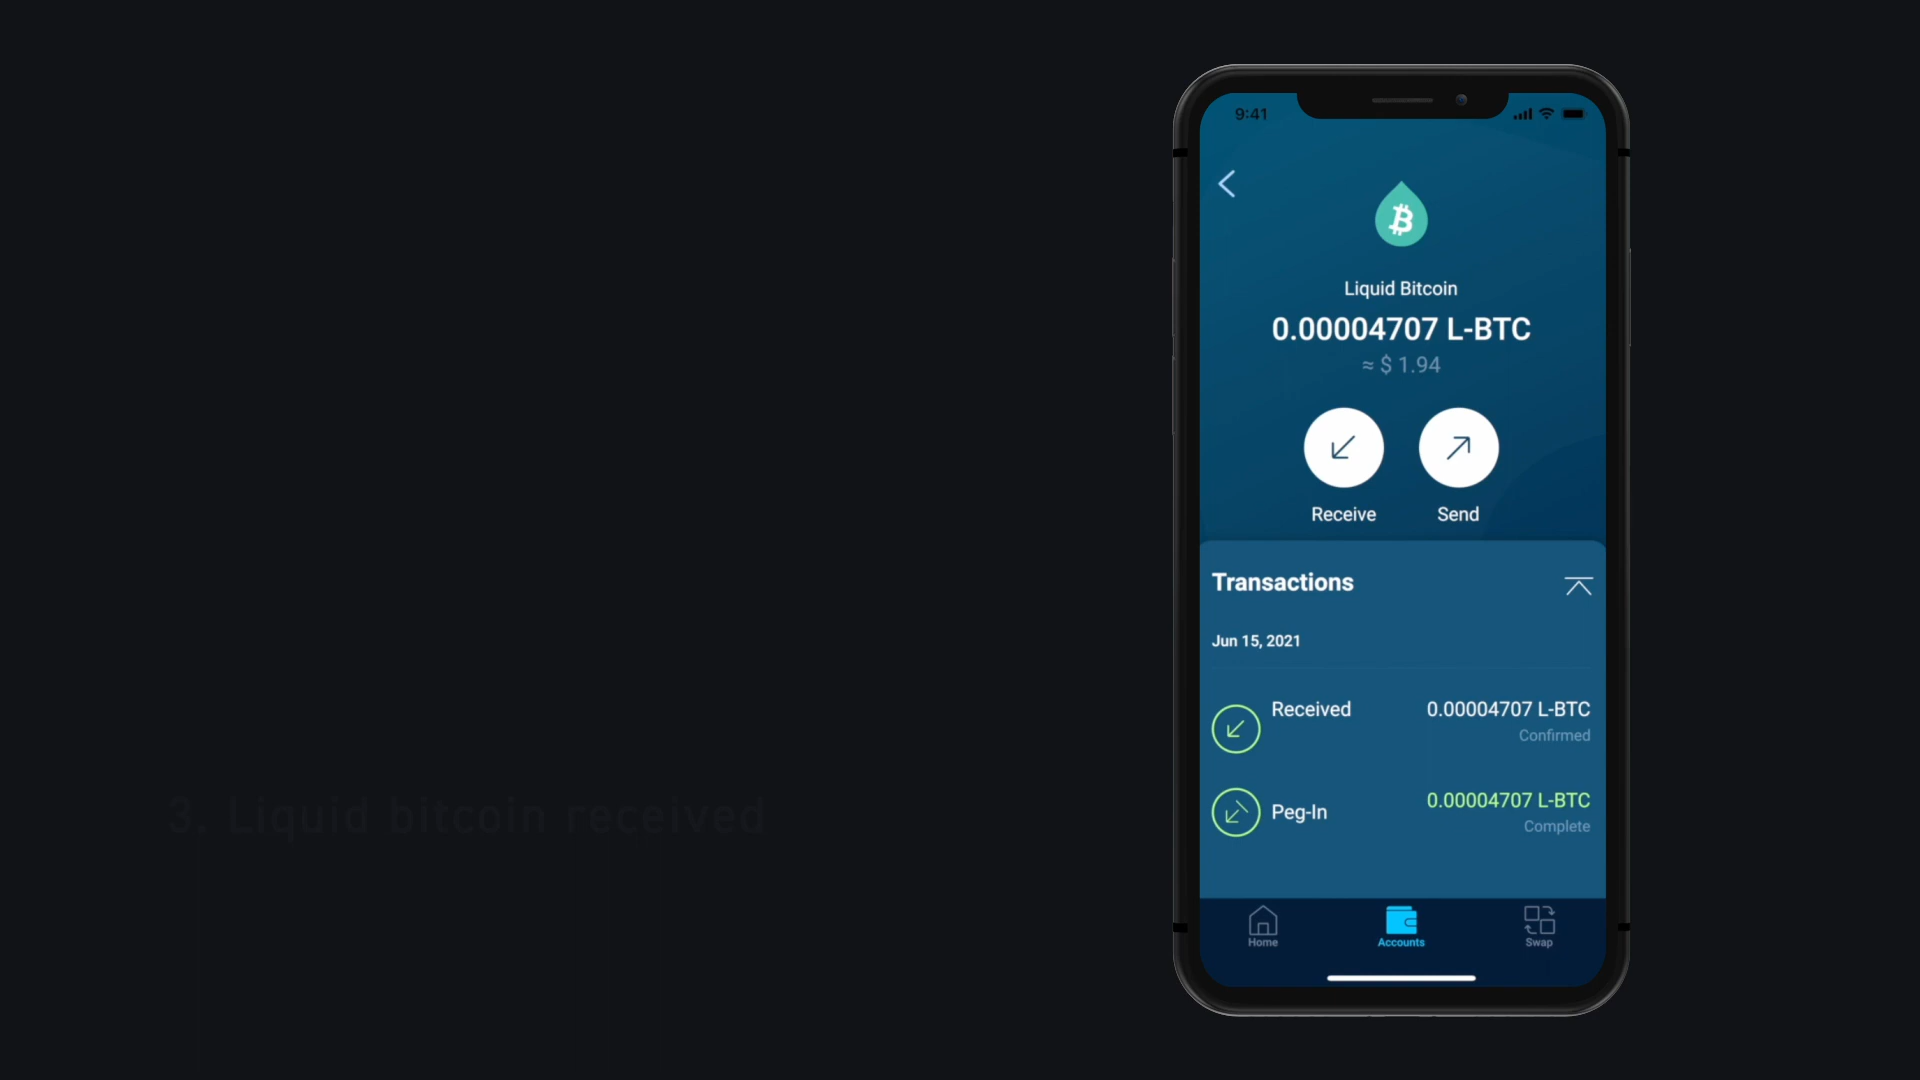 3. Liquid bitcoin received
9:41
Liquid Bitcoin
0.00004707 L-BTC
≈ $ 1.94
Receive
Send
Transactions
Jun 15, 2021
Received
0.00004707 L-BTC
Confirmed
Peg-In
0.00004707 L-BTC
Complete
Home
Accounts
Swap